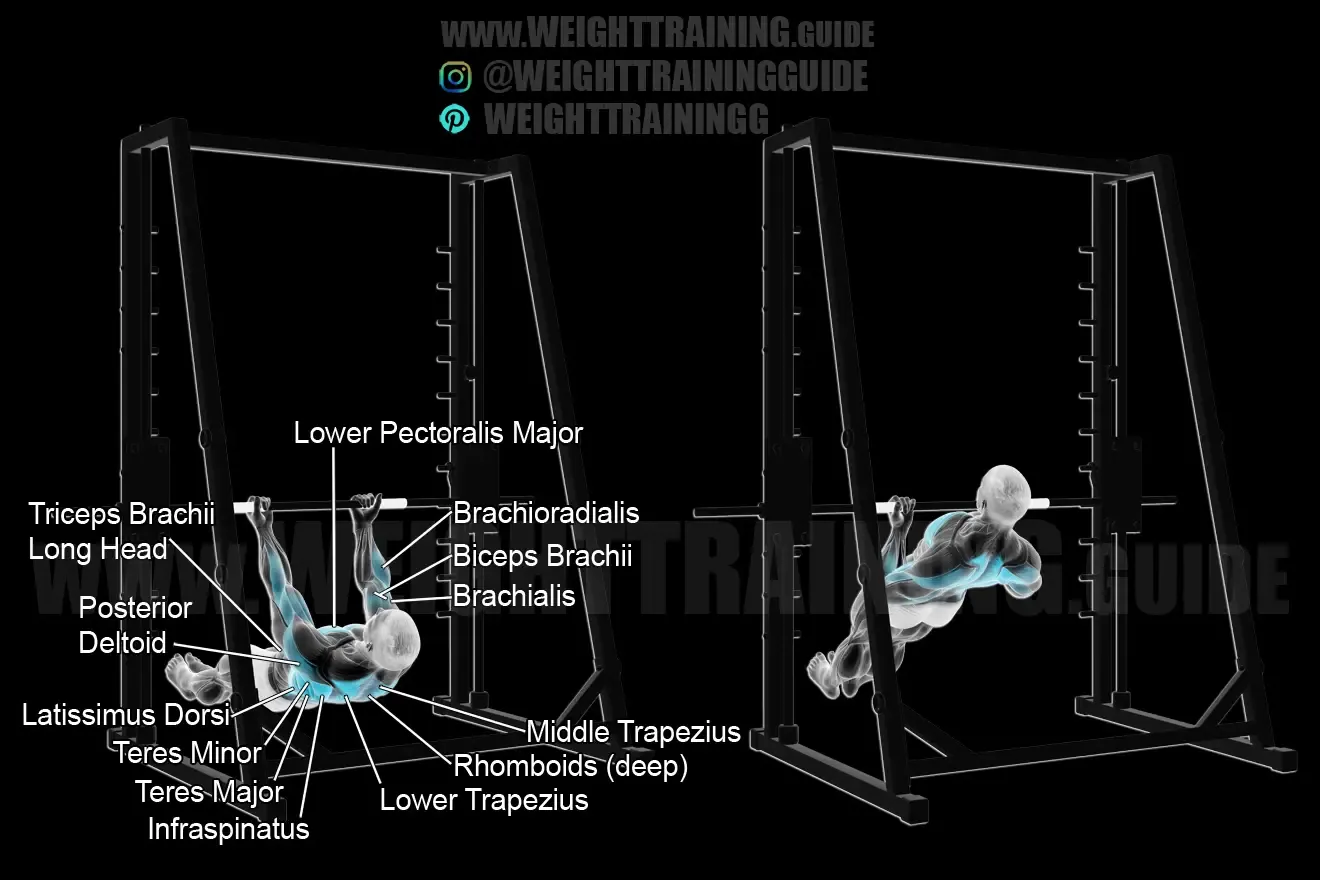 WWW.WEIGHTTRAINING.GUIDE
@WEIGHTTRAININGGUIDE
WEIGHTTRAININGG
Lower Pectoralis Major
Triceps Brachii
Long Head
Brachioradialis
Biceps Brachii
Brachialis
Posterior
Deltoid
Latissimus Dorsi
Teres Minor
Teres Major
Infraspinatus
Middle Trapezius
Rhomboids (deep)
Lower Trapezius
WWW.WEIGHTTRAINING.GUIDE